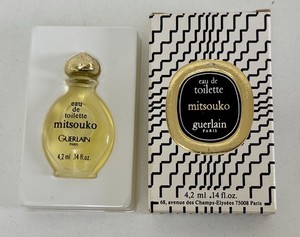 eau de
toilette
mitsouko
GUERLAIN
PARIS
4,2 ml .14 fl.oz.
eau de
toilette
mitsouko
guerlain
PARIS
4,2 ml .14 fl.oz.
68, avenue des Champs-Elysées 75008 Paris